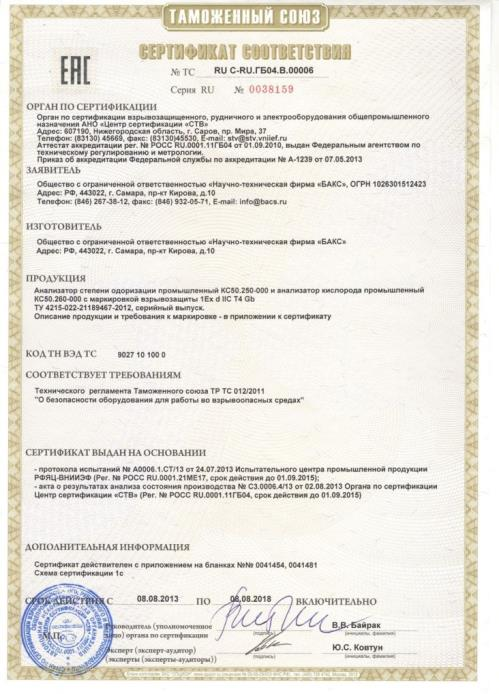 ТАМОЖЕННЫЙ СОЮЗ
СЕРТИФИКАТ СООТВЕТСТВИЯ
ЕАС
№ ТС RU C-RU.ГБ04.В.00006
Серия RU № 0038159
ОРГАН ПО СЕРТИФИКАЦИИ
Орган по сертификации взрывозащищенного, рудничного и электрооборудования общепромышленного
назначения АНО «Центр сертификации «СТВ»
Адрес: 607190, Нижегородская область, г. Саров, пр. Мира, 37
Телефон: (83130) 45669, факс: (83130)45530, E-mail: stv@stv.vniief.ru
Аттестат аккредитации рег. № РОСС RU.0001.11ГБ04 от 01.09.2010, выдан Федеральным агентством по
техническому регулированию и метрологии.
Приказ об аккредитации Федеральной службы по аккредитации № А-1239 от 07.05.2013
ЗАЯВИТЕЛЬ
Общество с ограниченной ответственностью «Научно-техническая фирма «БАКС», ОГРН 1026301512423
Адрес: РФ, 443022, г. Самара, пр-кт Кирова, д.10
Телефон: (846) 267-38-12, факс: (846) 932-05-71, E-mail: info@bacs.ru
ИЗГОТОВИТЕЛЬ
Общество с ограниченной ответственностью «Научно-техническая фирма «БАКС»
Адрес: РФ, 443022, г. Самара, пр-кт Кирова, д.10
ПРОДУКЦИЯ
Анализатор степени одоризации промышленный КС50.250-000 и анализатор кислорода промышленный
КС50.260-000 с маркировкой взрывозащиты 1Ex d IIC T4 Gb
ТУ 4215-022-21189467-2012, серийный выпуск.
Описание продукции и требования к маркировке - в приложении к сертификату
КОД ТН ВЭД ТС 9027 10 100 0
СООТВЕТСТВУЕТ ТРЕБОВАНИЯМ
Технического регламента Таможенного союза ТР ТС 012/2011
"О безопасности оборудования для работы во взрывоопасных средах"
СЕРТИФИКАТ ВЫДАН НА ОСНОВАНИИ
- протокола испытаний № А0006.1.СТ/13 от 24.07.2013 Испытательного центра промышленной продукции
РФЯЦ-ВНИИЭФ (Рег. № РОСС RU.0001.21МЕ17, срок действия до 01.09.2015)
- акта о результатах анализа состояния производства № С3.0006.4/13 от 02.08.2013 Органа по сертификации
Центр сертификации «СТВ» (Рег. № РОСС RU.0001.11ГБ04, срок действия до 01.09.2015)
ДОПОЛНИТЕЛЬНАЯ ИНФОРМАЦИЯ
Сертификат действителен с приложением на бланках №№ 0041454, 0041481
Схема сертификации 1с
СРОК ДЕЙСТВИЯ С 08.08.2013 ПО 08.08.2018 ВКЛЮЧИТЕЛЬНО
М.П.
Руководитель (уполномоченное
лицо) органа по сертификации
(подпись)
В.В. Байрак
(инициалы, фамилия)
Эксперт (эксперт-аудитор)
(эксперты (эксперты-аудиторы))
(подпись)
Ю.С. Ковтун
(инициалы, фамилия)